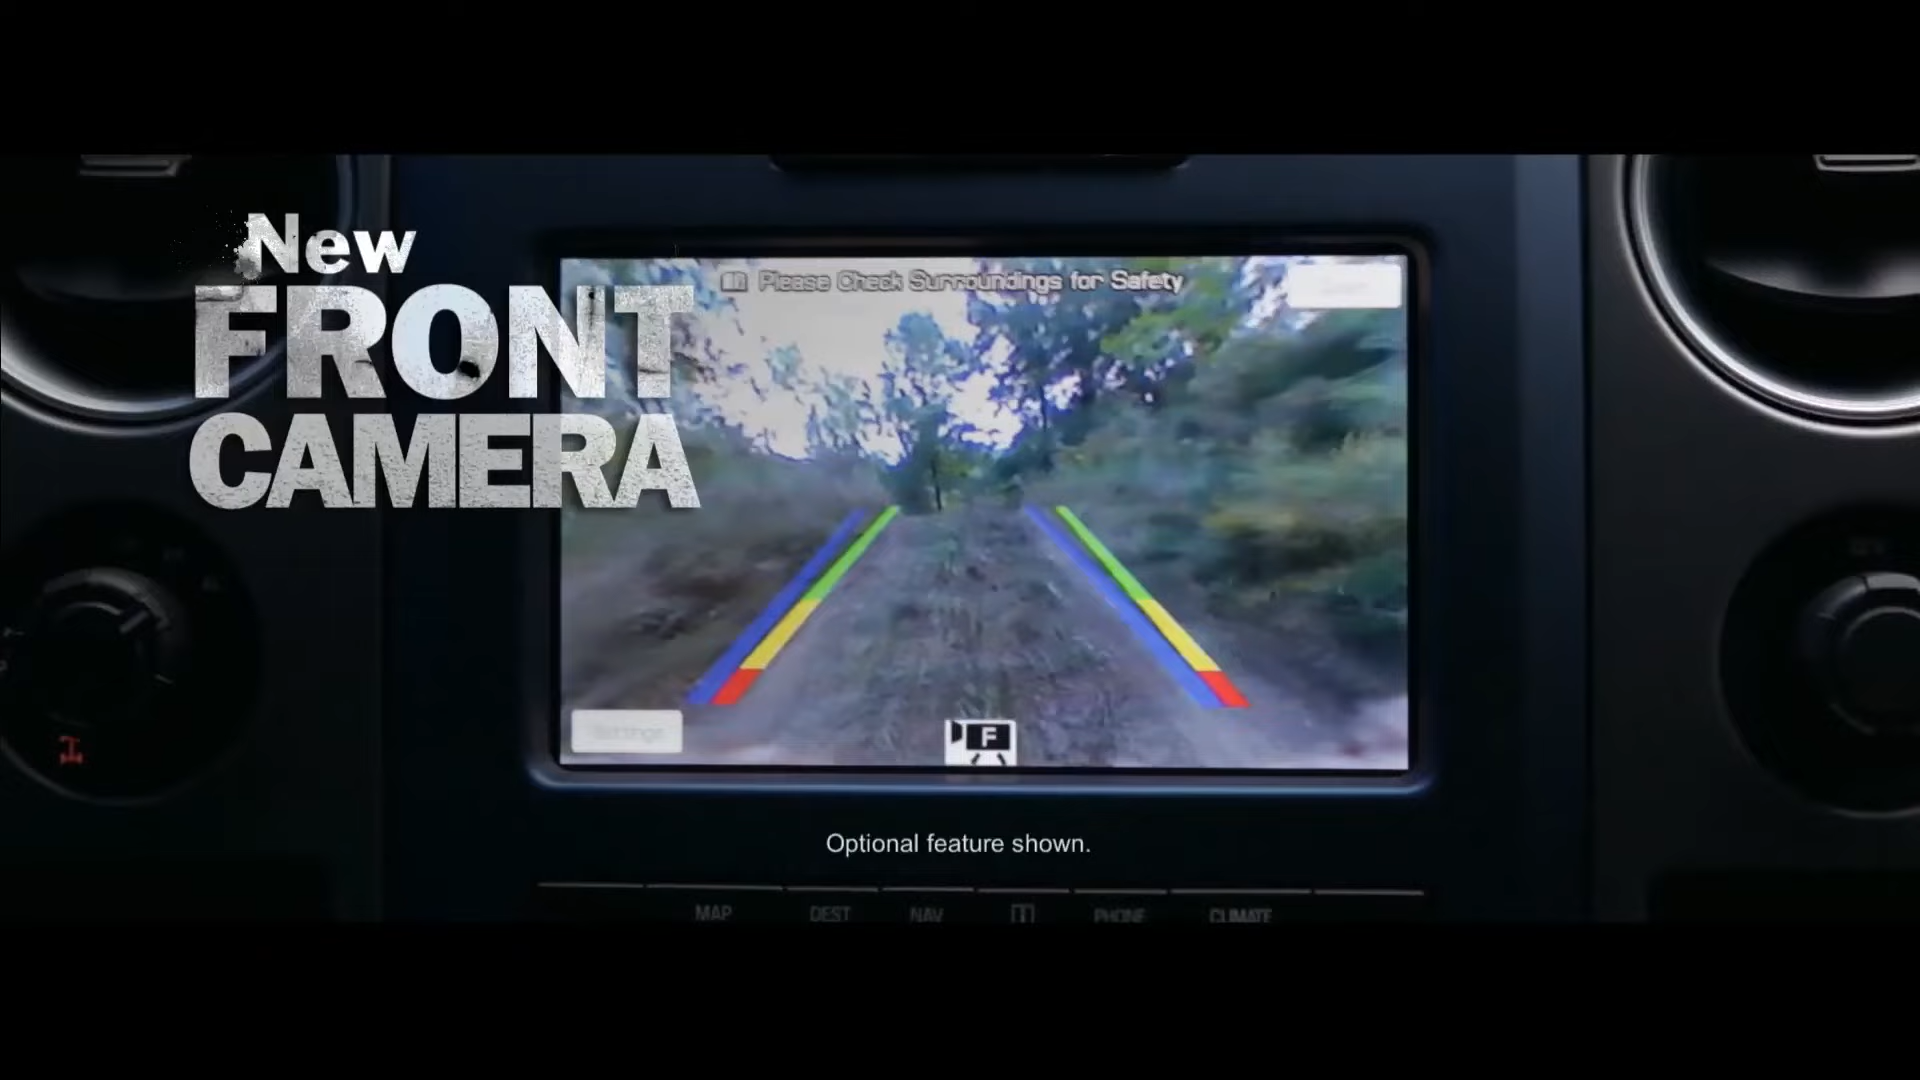 New
FRONT
CAMERA
Please Check Surroundings for Safety
F
Optional feature shown.
MAP DEST NAV PHONE CLIMATE